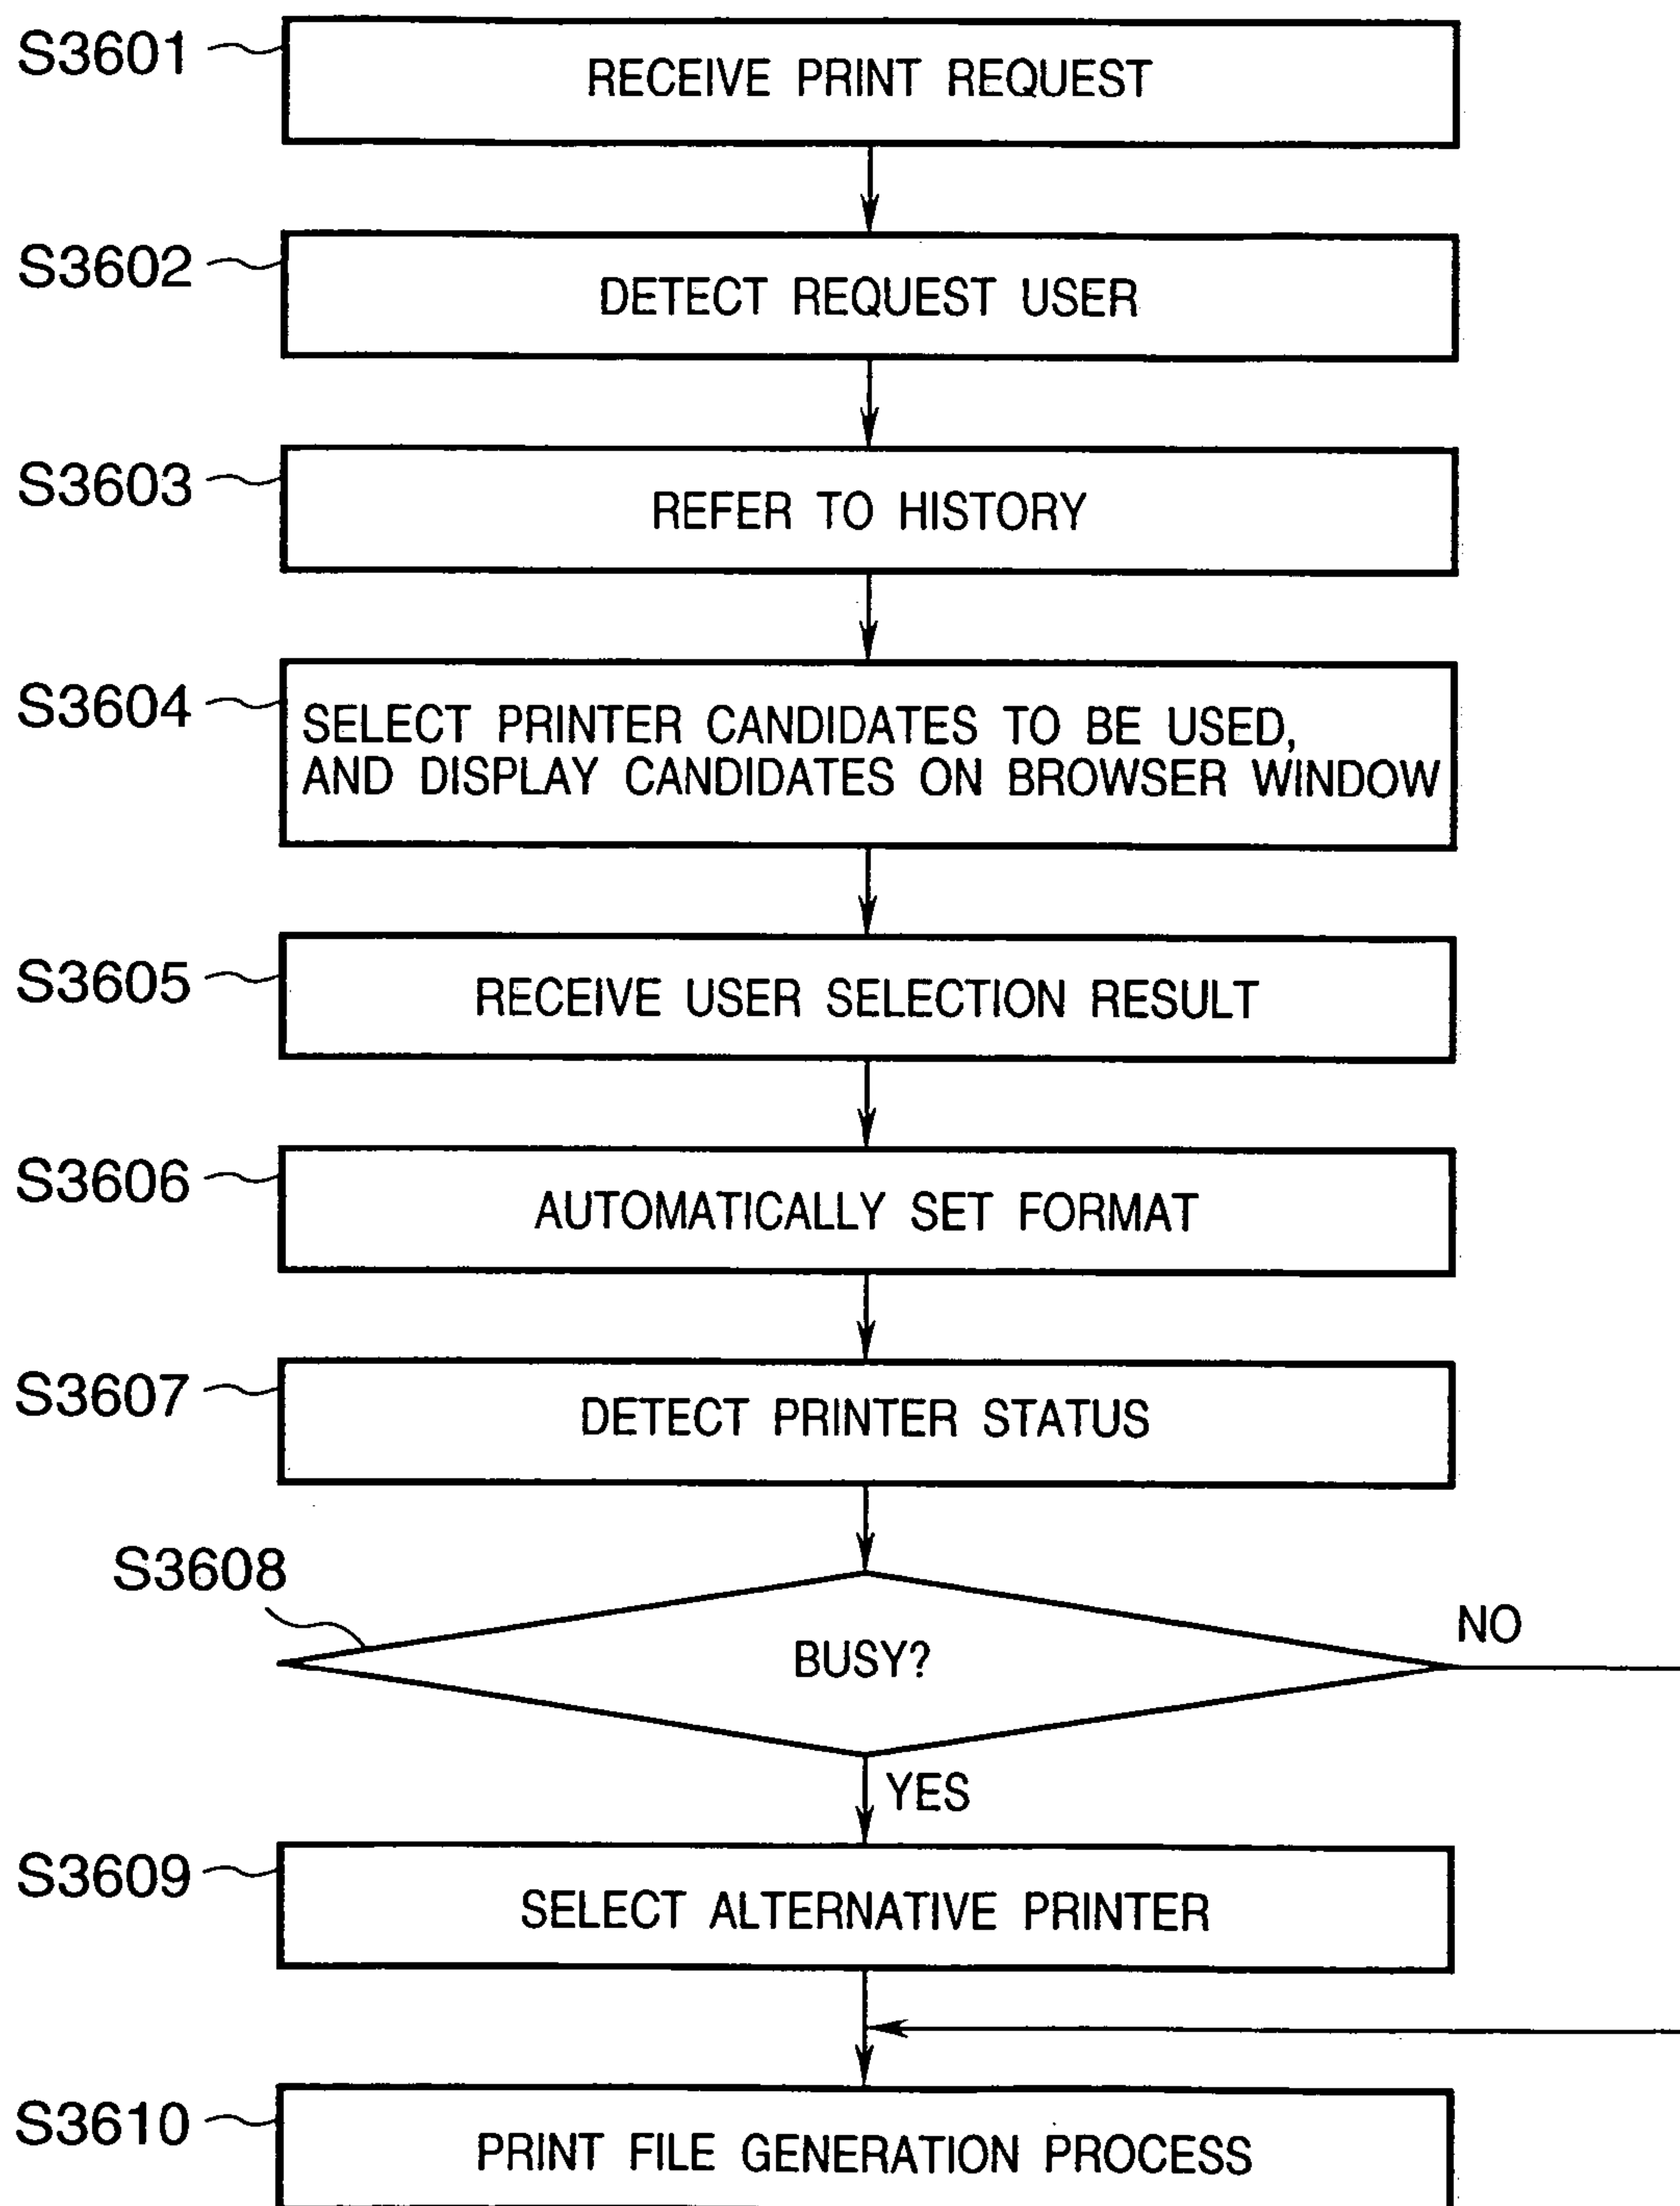 S3601
RECEIVE PRINT REQUEST
S3602
DETECT REQUEST USER
S3603
REFER TO HISTORY
S3604
SELECT PRINTER CANDIDATES TO BE USED,
AND DISPLAY CANDIDATES ON BROWSER WINDOW
S3605
RECEIVE USER SELECTION RESULT
S3606
AUTOMATICALLY SET FORMAT
S3607
DETECT PRINTER STATUS
S3608
BUSY?
NO
YES
S3609
SELECT ALTERNATIVE PRINTER
S3610
PRINT FILE GENERATION PROCESS